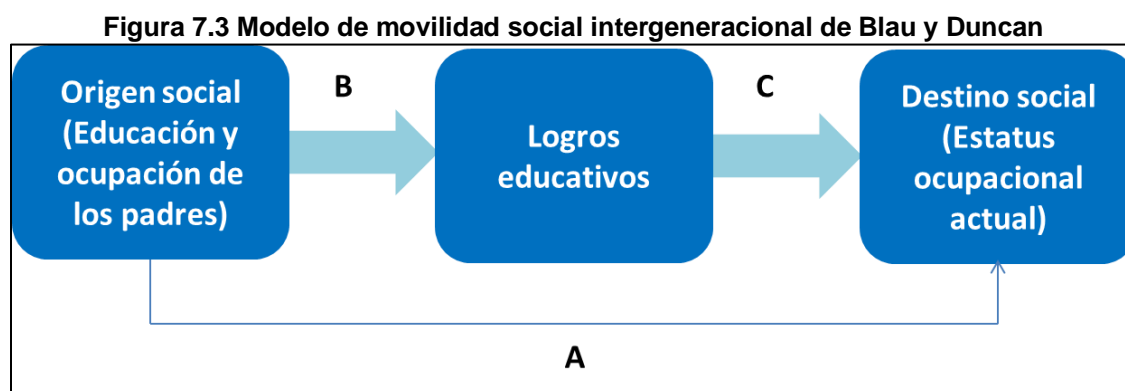 Figura 7.3 Modelo de movilidad social intergeneracional de Blau y Duncan
Origen social
(Educación y
ocupación de
los padres)
B
Logros
educativos
C
Destino social
(Estatus
ocupacional
actual)
A